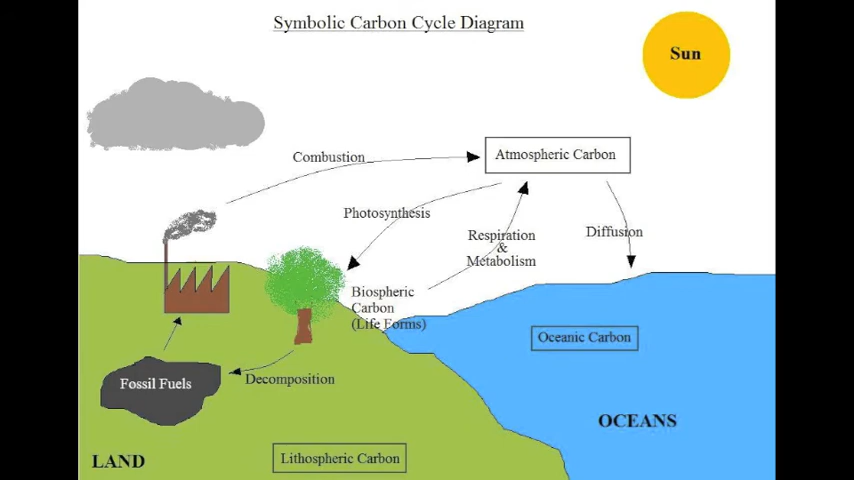 Symbolic Carbon Cycle Diagram
Sun
Combustion
Atmospheric Carbon
Photosynthesis
Respiration
&
Metabolism
Diffusion
Biospheric
Carbon
(Life Forms)
Oceanic Carbon
Fossil Fuels
Decomposition
OCEANS
LAND
Lithospheric Carbon